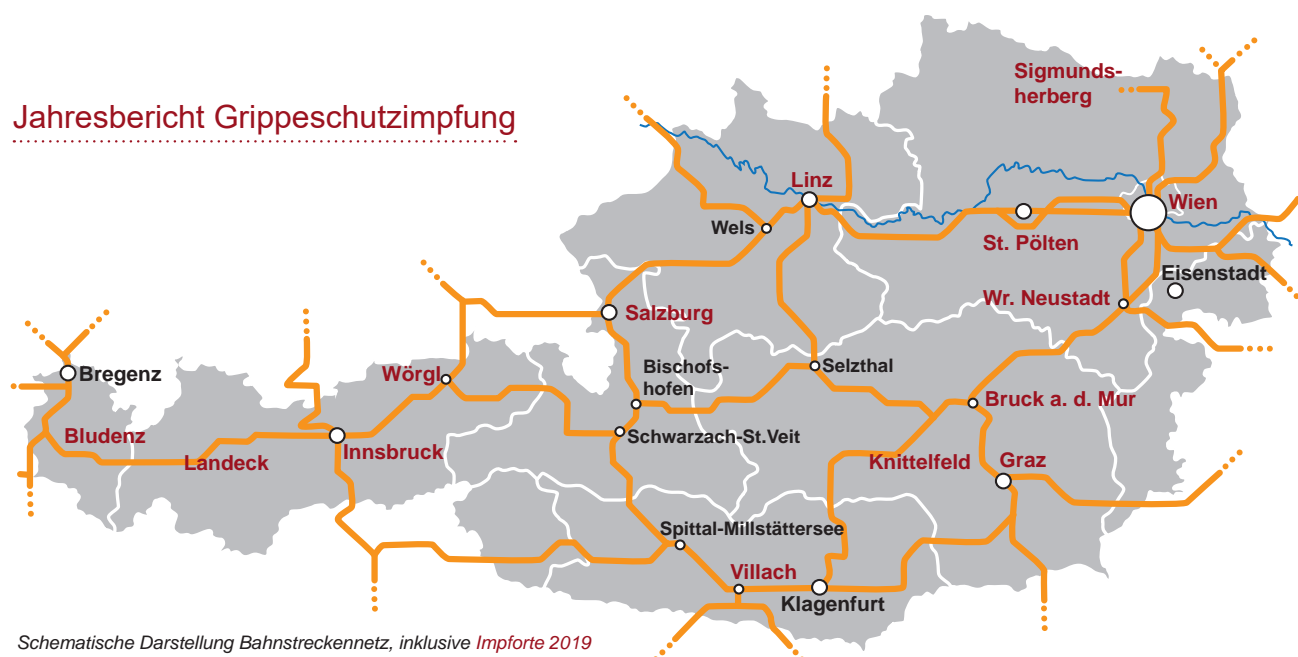 Jahresbericht Grippeschutzimpfung
Sigmunds-
herberg
Linz
Wien
Wels
St. Pölten
Eisenstadt
Wr. Neustadt
Salzburg
Bischofs-
hofen
Selzthal
Wörgl
Bregenz
Bruck a. d. Mur
Bludenz
Landeck
Innsbruck
Schwarzach-St.Veit
Knittelfeld
Graz
Spittal-Millstättersee
Villach
Klagenfurt
Schematische Darstellung Bahnstreckennetz, inklusive Impforte 2019